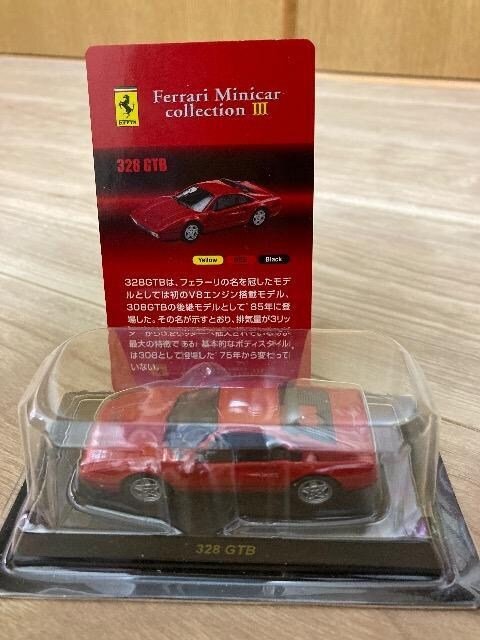 Ferrari Minicar
collection III
328 GTB
Yellow
Red
Black
328GTBは、フェラーリの名を冠したモデ
ルとしては初のV8エンジン搭載モデル、
308GTBの後継モデルとして'85年に登
場した。その名が示すとおり、排気量が3リッ
最大の特徴である。基本的なボディスタイル
は308として登場した'75年から変わって
いない。
328 GTB